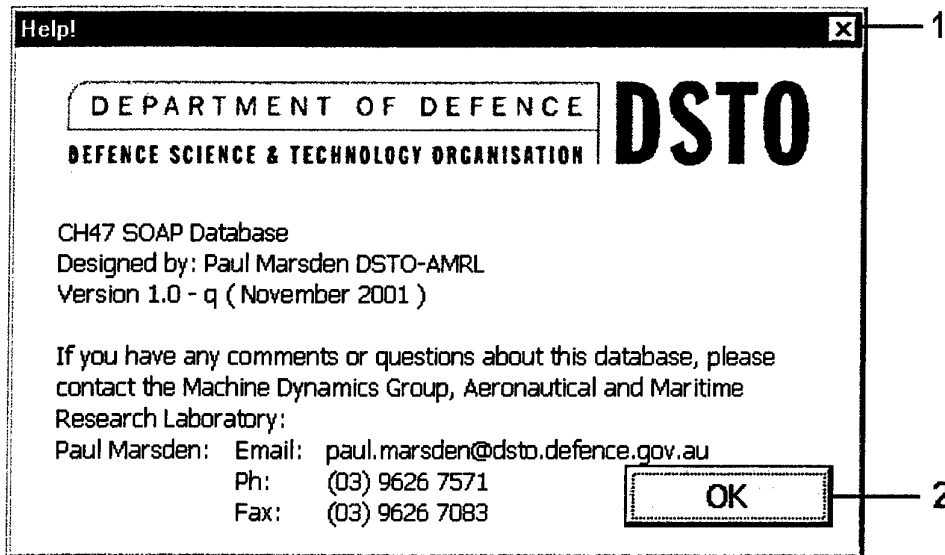 Help!
1
DEPARTMENT OF DEFENCE
DEFENCE SCIENCE & TECHNOLOGY ORGANISATION
DSTO
CH47 SOAP Database
Designed by: Paul Marsden DSTO-AMRL
Version 1.0 - q ( November 2001 )
If you have any comments or questions about this database, please
contact the Machine Dynamics Group, Aeronautical and Maritime
Research Laboratory:
Paul Marsden: Email: paul.marsden@dsto.defence.gov.au
Ph: (03) 9626 7571
Fax: (03) 9626 7083
OK
2